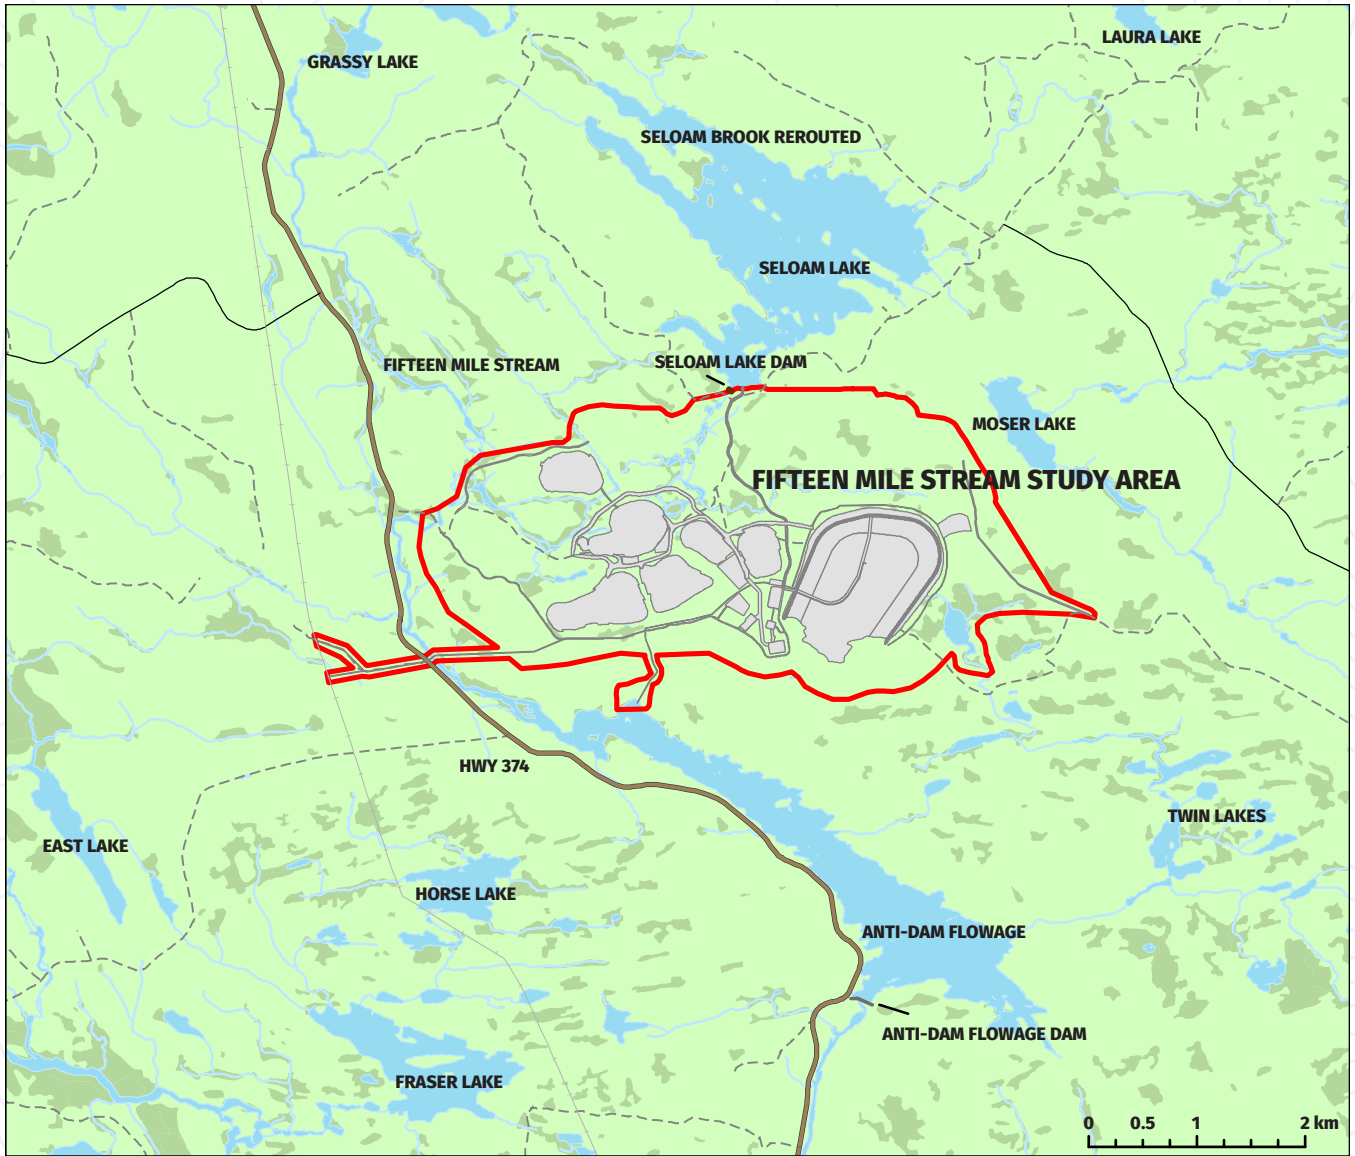 LAURA LAKE
GRASSY LAKE
SELOAM BROOK REROUTED
SELOAM LAKE
SELOAM LAKE DAM
FIFTEEN MILE STREAM
MOSER LAKE
FIFTEEN MILE STREAM STUDY AREA
HWY 374
TWIN LAKES
EAST LAKE
HORSE LAKE
ANTI-DAM FLOWAGE
ANTI-DAM FLOWAGE DAM
FRASER LAKE
0 0.5 1 2 km